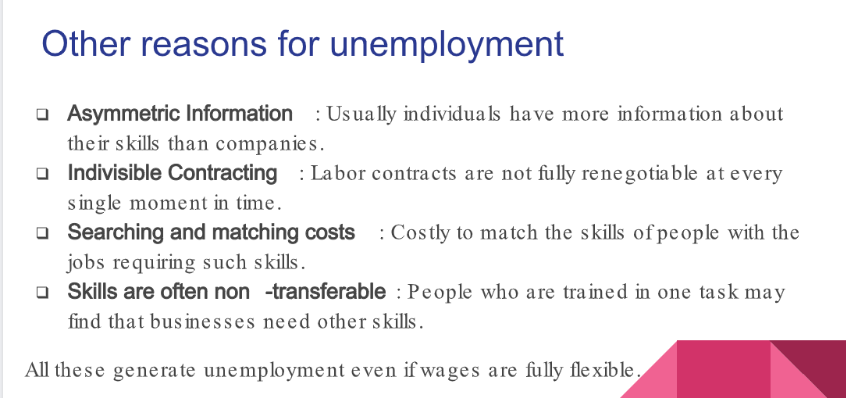 Other reasons for unemployment
❑ Asymmetric Information : Usually individuals have more information about
their skills than companies.
❑ Indivisible Contracting : Labor contracts are not fully renegotiable at every
single moment in time.
❑ Searching and matching costs : Costly to match the skills of people with the
jobs requiring such skills.
❑ Skills are often non -transferable : People who are trained in one task may
find that businesses need other skills.
All these generate unemployment even if wages are fully flexible.